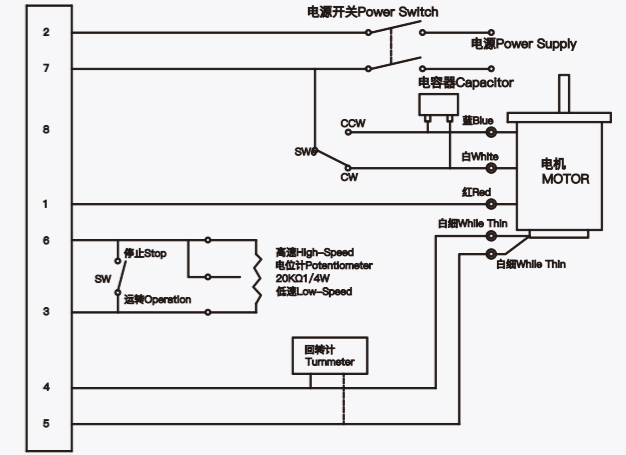 电源开关Power Switch
2
电源Power Supply
7
电容器Capacitor
蓝Blue
CCW
8
SW
白White
CW
电机
MOTOR
红Red
1
白细While Thin
6
停止Stop
高速High-Speed
电位计Potentiometer
20KΩ1/4W
低速Low-Speed
SW
运转Operation
白细While Thin
3
回转计
Turnmeter
4
5